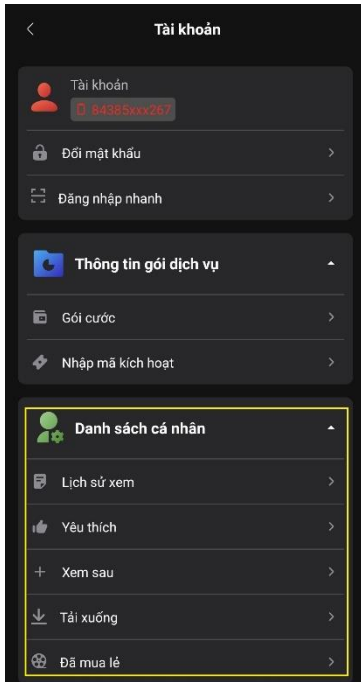 Tài khoản
Tài khoản
84385xxx267
Đổi mật khẩu
Đăng nhập nhanh
Thông tin gói dịch vụ
Gói cước
Nhập mã kích hoạt
Danh sách cá nhân
Lịch sử xem
Yêu thích
Xem sau
Tải xuống
Đã mua lẻ